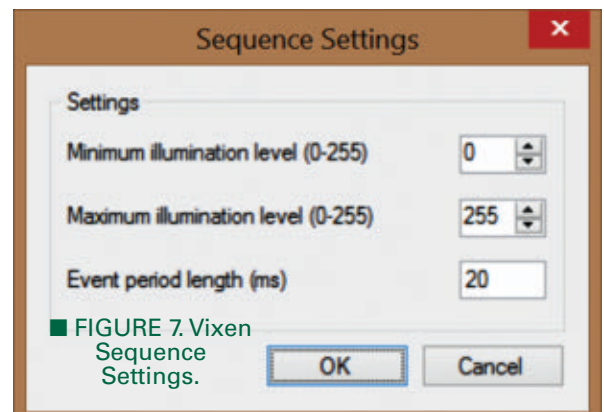 Sequence Settings
Settings
Minimum illumination level (0-255) 0
Maximum illumination level (0-255) 255
Event period length (ms) 20
■ FIGURE 7. Vixen
Sequence
Settings.
OK Cancel